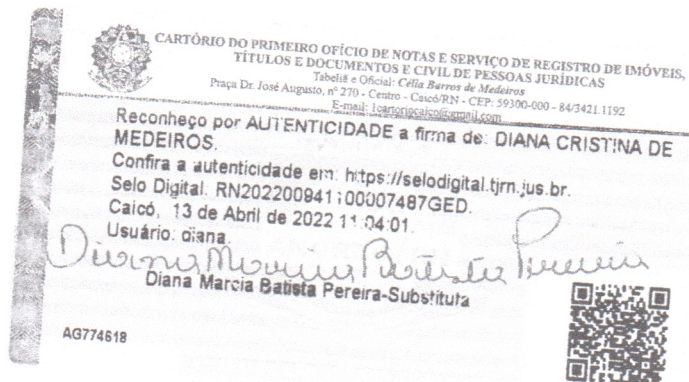 CARTÓRIO DO PRIMEIRO OFÍCIO DE NOTAS E SERVIÇO DE REGISTRO DE IMÓVEIS,
TÍTULOS E DOCUMENTOS E CIVIL DE PESSOAS JURÍDICAS
Tabeliã e Oficial: Célia Barros de Medeiros
Praça Dr. José Augusto, nº 270 - Centro - Caicó/RN - CEP: 59300-000 - 84/3421.1192
E-mail: 1cartoriocaico@gmail.com
Reconheço por AUTENTICIDADE a firma de: DIANA CRISTINA DE
MEDEIROS.
Confira a autenticidade em: https://selodigital.tjrn.jus.br.
Selo Digital: RN202200941100007487GED.
Caicó, 13 de Abril de 2022 11:04:01.
Usuário: diana.
Diana Marcia Batista Pereira
Diana Marcia Batista Pereira-Substituta
AG774618